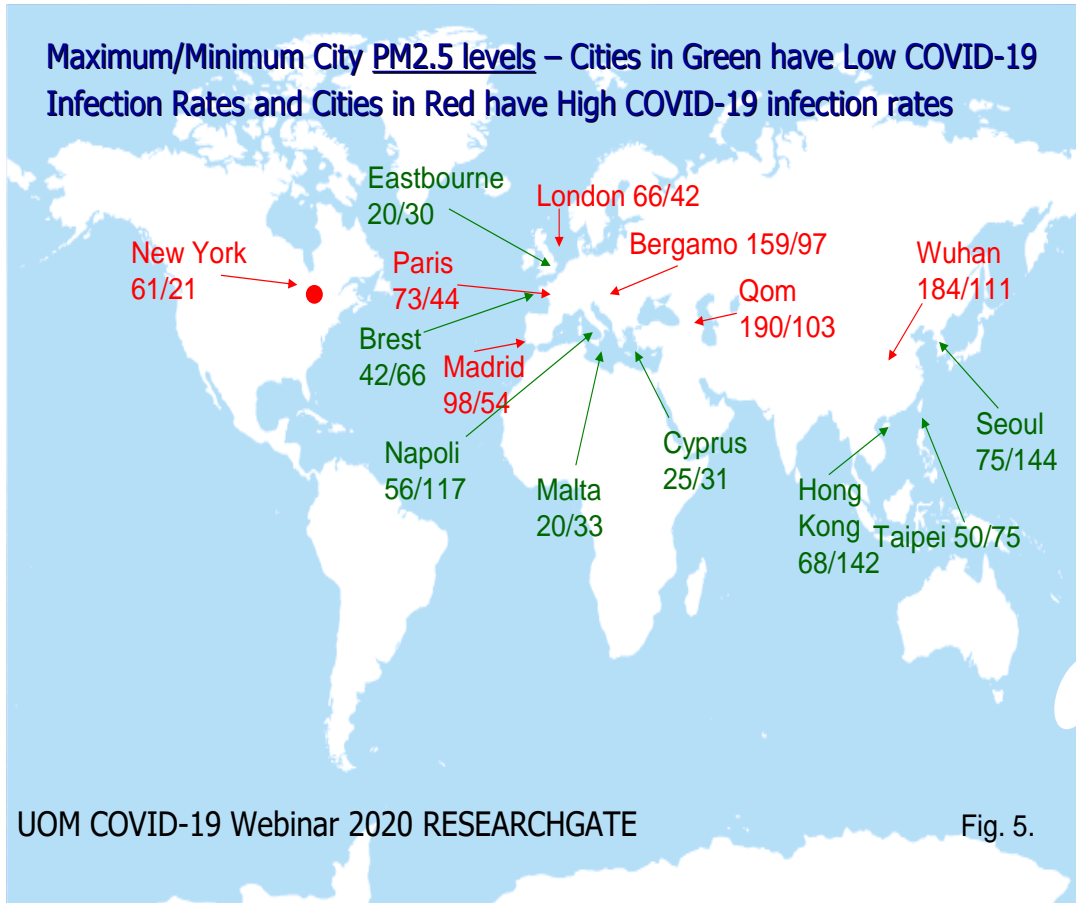 Maximum/Minimum City PM2.5 levels – Cities in Green have Low COVID-19
Infection Rates and Cities in Red have High COVID-19 infection rates
Eastbourne
20/30
London 66/42
New York
61/21
Paris
73/44
Bergamo 159/97
Qom
190/103
Wuhan
184/111
Brest
42/66
Madrid
98/54
Napoli
56/117
Malta
20/33
Cyprus
25/31
Hong
Kong
68/142
Taipei 50/75
Seoul
75/144
UOM COVID-19 Webinar 2020 RESEARCHGATE
Fig. 5.